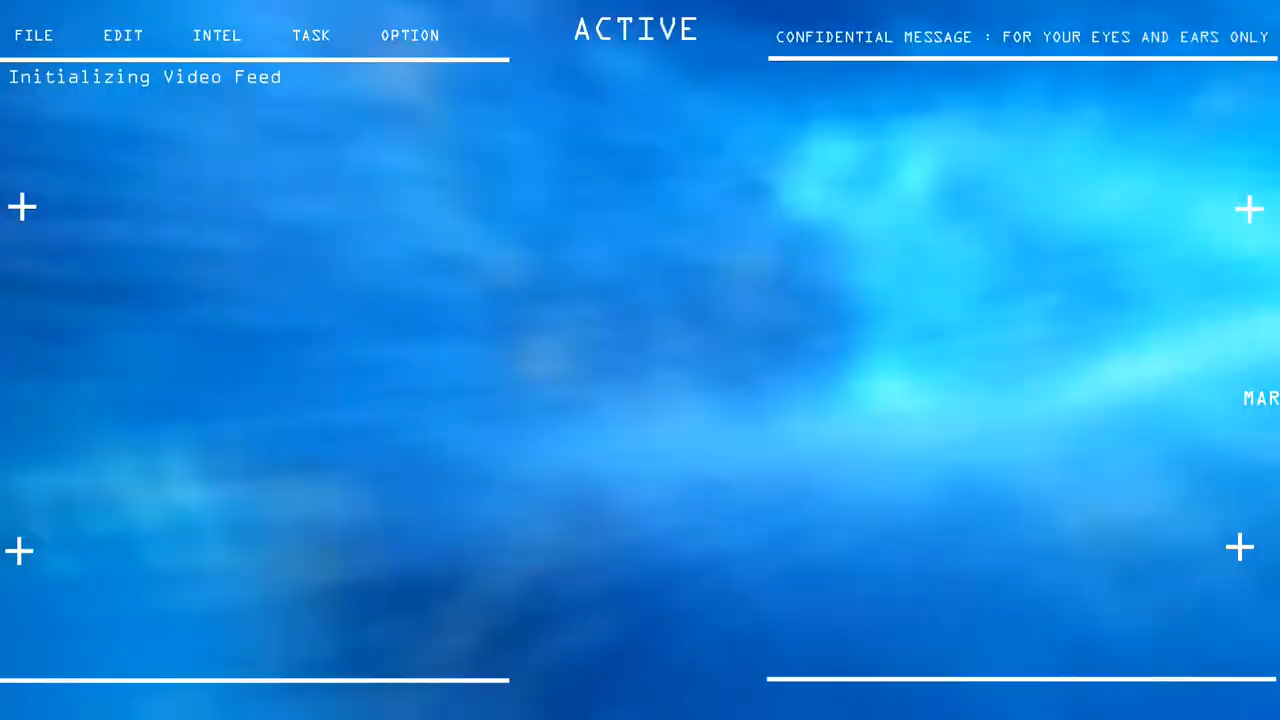 FILE EDIT INTEL TASK OPTION
ACTIVE
CONFIDENTIAL MESSAGE : FOR YOUR EYES AND EARS ONLY
Initializing Video Feed
MAR